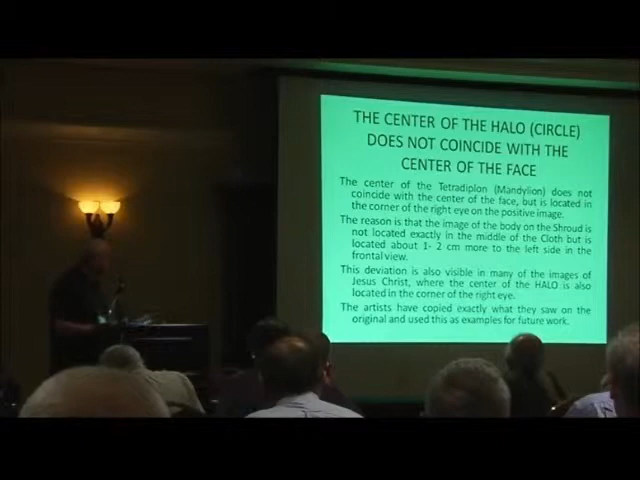 THE CENTER OF THE HALO (CIRCLE)
DOES NOT COINCIDE WITH THE
CENTER OF THE FACE
The center of the Tetradiplon (Mandylion) does not
coincide with the center of the face, but is located in
the corner of the right eye on the positive image.
The reason is that the image of the body on the Shroud is
not located exactly in the middle of the Cloth but is
located about 1- 2 cm more to the left side in the
frontal view.
This deviation is also visible in many of the images of
Jesus Christ, where the center of the HALO is also
located in the corner of the right eye.
The artists have copied exactly what they saw on the
original and used this as examples for future work.